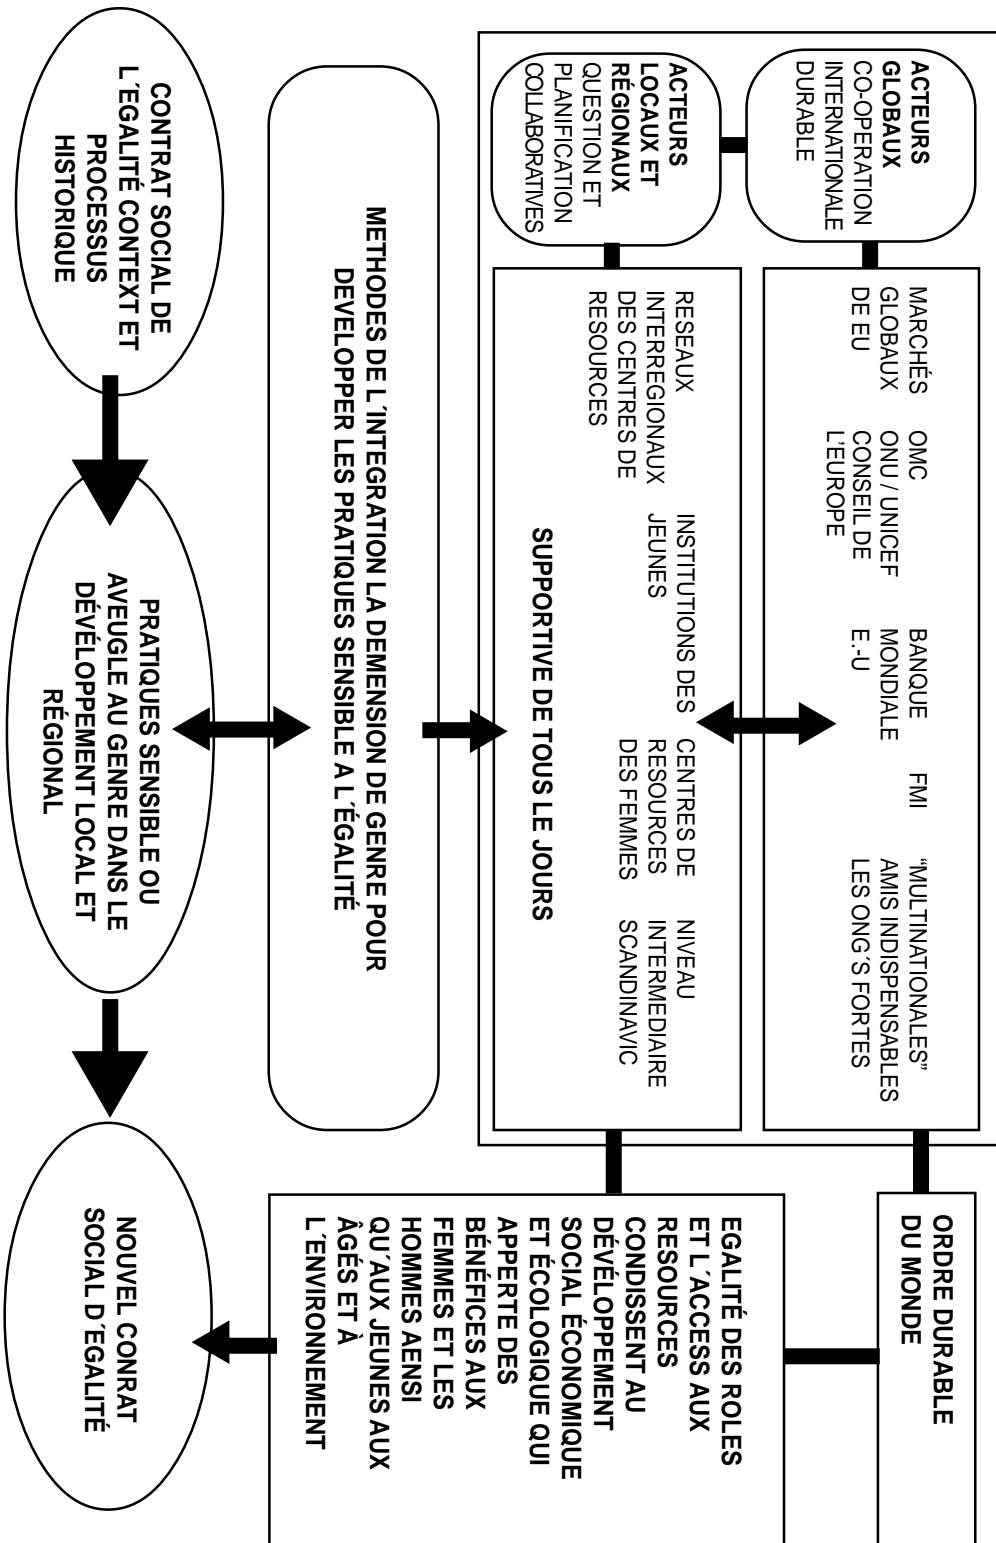 ACTEURS
GLOBAUX
CO-OPERATION
INTERNATIONALE
DURABLE
MARCHÉS
GLOBAUX
DE EU
OMC
ONU / UNICEF
CONSEIL DE
L'EUROPE
BANQUE
MONDIALE
E.-U
FMI
“MULTINATIONALES”
AMIS INDISPENSABLES
LES ONG´S FORTES
ORDRE DURABLE
DU MONDE
ACTEURS
LOCAUX ET
RÉGIONAUX
QUESTION ET
PLANIFICATION
COLLABORATIVES
RESEAUX
INTERREGIONAUX
DES CENTRES DE
RESOURCES
INSTITUTIONS DES
JEUNES
CENTRES DE
RESOURCES
DES FEMMES
NIVEAU
INTERMEDIAIRE
SCANDINAVIC
SUPPORTIVE DE TOUS LE JOURS
EGALITÉ DES ROLES
ET L´ACCESS AUX
RESOURCES
CONDISSENT AU
DÉVÉLOPPEMENT
SOCIAL ÉCONOMIQUE
ET ÉCOLOGIQUE QUI
APPERTE DES
BÉNÉFICES AUX
FEMMES ET LES
HOMMES AENSI
QU´AUX JEUNES AUX
ÂGÉS ET À
L´ENVIRONNEMENT
METHODES DE L´INTEGRATION LA DEMENSION DE GENRE POUR
DEVELOPPER LES PRATIQUES SENSIBLE A L´ÉGALITÉ
CONTRAT SOCIAL DE
L´EGALITÉ CONTEXT ET
PROCESSUS
HISTORIQUE
PRATIQUES SENSIBLE OU
AVEUGLE AU GENRE DANS LE
DÉVÉLOPPEMENT LOCAL ET
RÉGIONAL
NOUVEL CONRAT
SOCIAL D´EGALITÉ